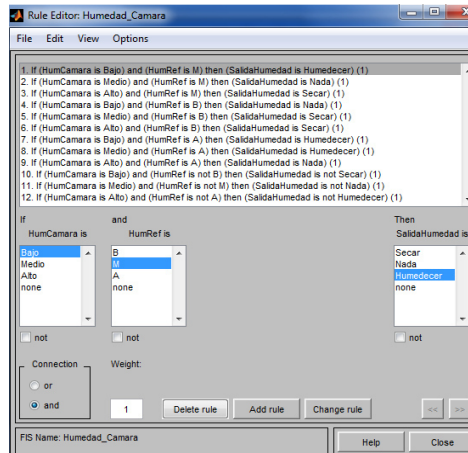 Rule Editor: Humedad_Camara
File Edit View Options
1. If (HumCamara is Bajo) and (HumRef is M) then (SalidaHumedad is Humedecer) (1)
2. If (HumCamara is Medio) and (HumRef is M) then (SalidaHumedad is Nada) (1)
3. If (HumCamara is Alto) and (HumRef is M) then (SalidaHumedad is Secar) (1)
4. If (HumCamara is Bajo) and (HumRef is B) then (SalidaHumedad is Nada) (1)
5. If (HumCamara is Medio) and (HumRef is B) then (SalidaHumedad is Secar) (1)
6. If (HumCamara is Alto) and (HumRef is B) then (SalidaHumedad is Secar) (1)
7. If (HumCamara is Bajo) and (HumRef is A) then (SalidaHumedad is Humedecer) (1)
8. If (HumCamara is Medio) and (HumRef is A) then (SalidaHumedad is Humedecer) (1)
9. If (HumCamara is Alto) and (HumRef is A) then (SalidaHumedad is Nada) (1)
10. If (HumCamara is Bajo) and (HumRef is not B) then (SalidaHumedad is not Secar) (1)
11. If (HumCamara is Medio) and (HumRef is not M) then (SalidaHumedad is not Nada) (1)
12. If (HumCamara is Alto) and (HumRef is not A) then (SalidaHumedad is not Humedecer) (1)
If and Then
HumCamara is HumRef is SalidaHumedad is
Bajo B Secar
Medio M Nada
Alto A Humedecer
none none none
not not not
Connection Weight:
or
and 1 Delete rule Add rule Change rule << >>
FIS Name: Humedad_Camara Help Close